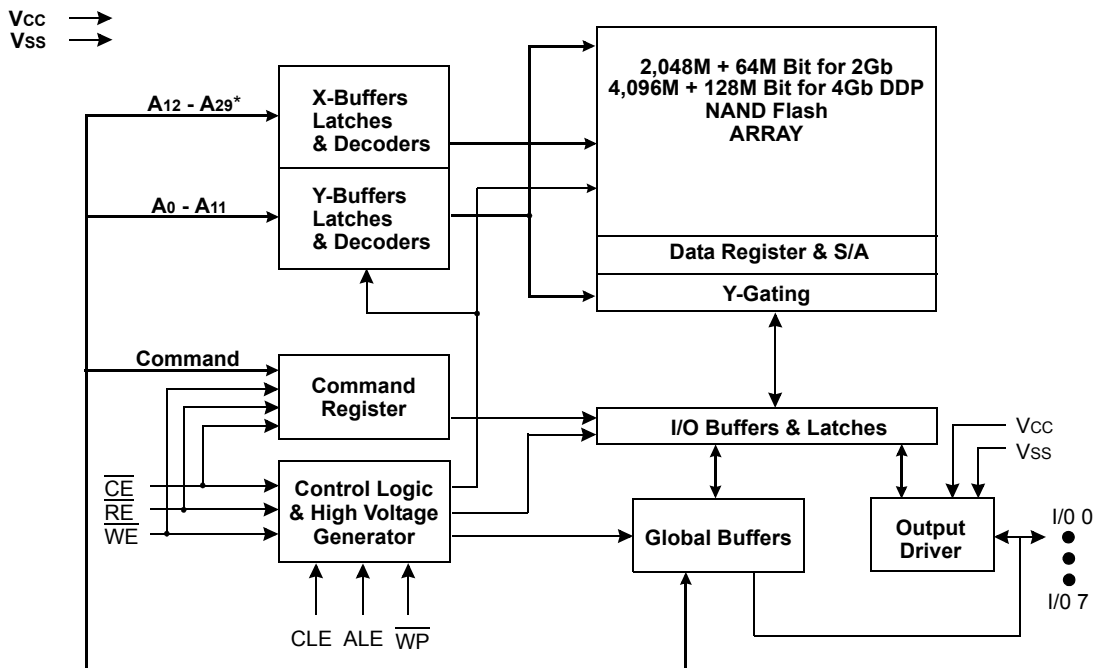 VCC
VSS
A12 - A29*
X-Buffers
Latches
& Decoders
A0 - A11
Y-Buffers
Latches
& Decoders
2,048M + 64M Bit for 2Gb
4,096M + 128M Bit for 4Gb DDP
NAND Flash
ARRAY
Data Register & S/A
Y-Gating
Command
Command
Register
I/O Buffers & Latches
VCC
VSS
CE
RE
WE
Control Logic
& High Voltage
Generator
Global Buffers
Output
Driver
I/0 0
I/0 7
CLE ALE WP